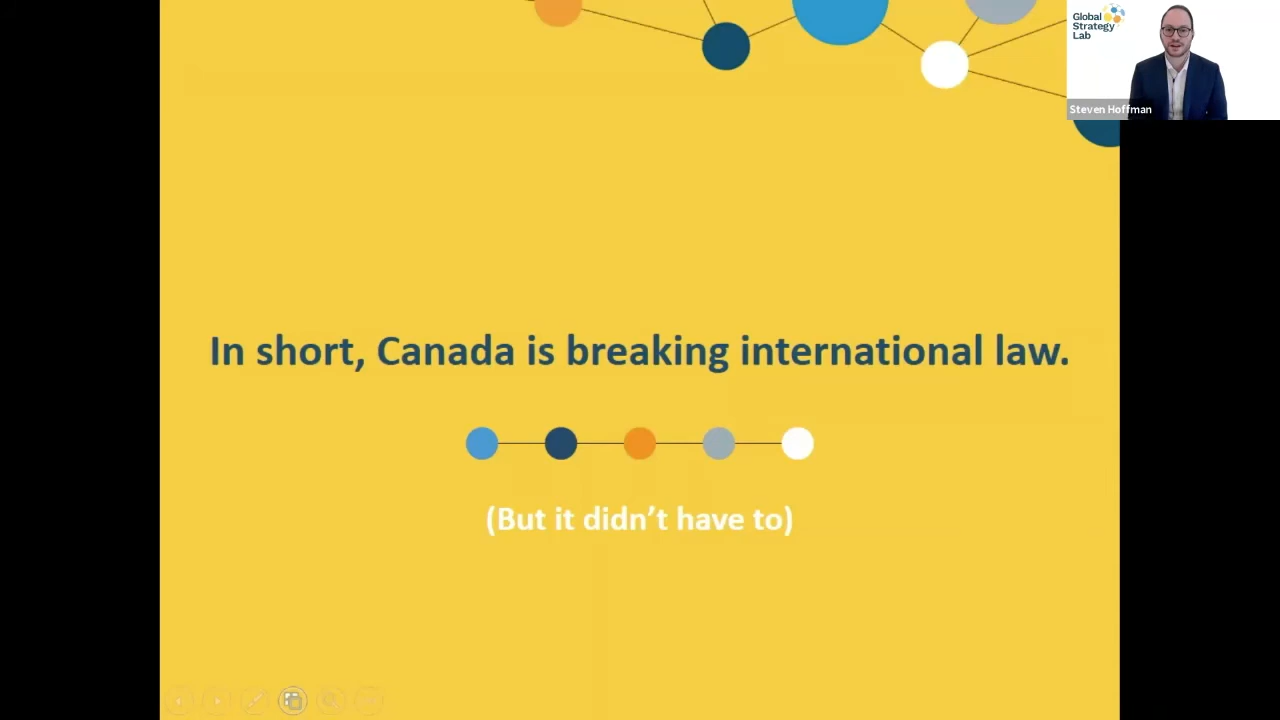 Global
Strategy
Lab
Steven Hoffman
In short, Canada is breaking international law.
(But it didn’t have to)